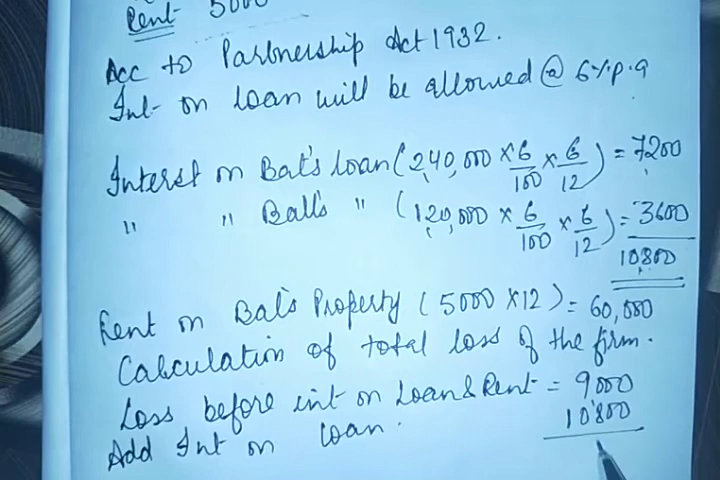 Rent 5000
Acc to Partnership Act 1932.
Int on loan will be allowed @ 6% p.a
Interest on Bat's loan (240,000 × 6/100 × 6/12) = 7200
" " Ball's " (120,000 × 6/100 × 6/12) = 3600
10800
Rent on Bat's Property (5000 × 12) = 60,000
Calculation of total loss of the firm.
Loss before int on Loan & Rent = 9000
Add Int on loan. 10800